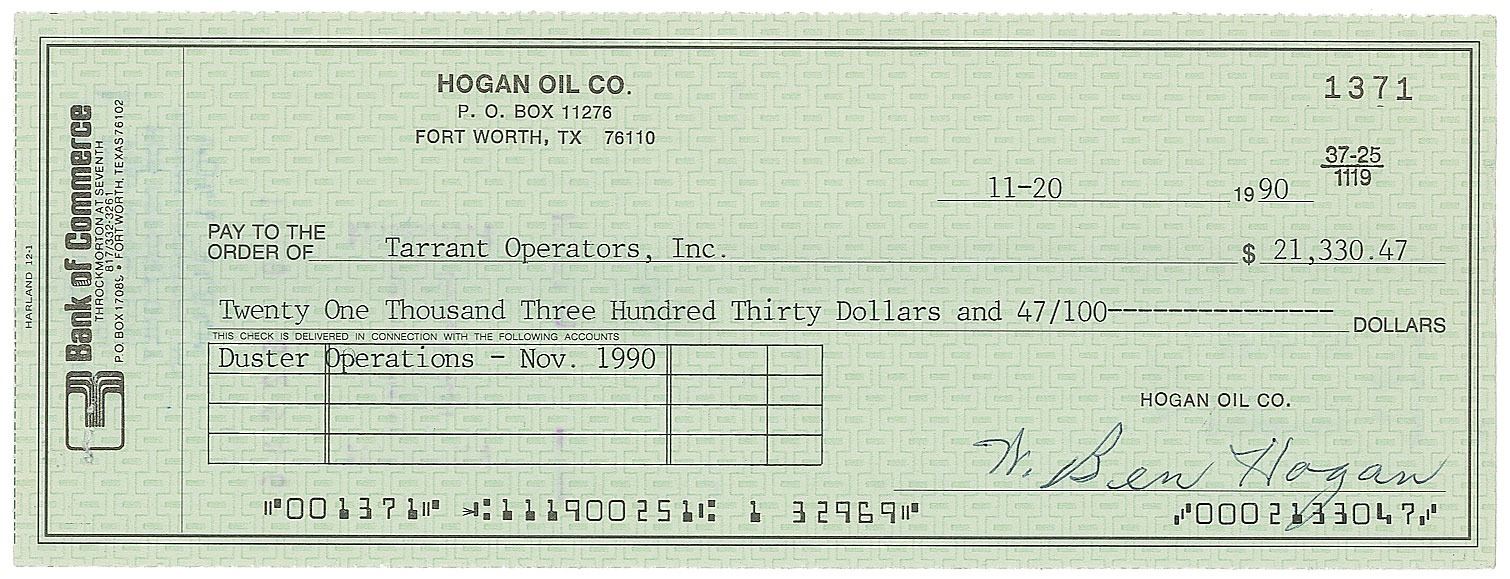 HOGAN OIL CO.
P. O. BOX 11276
FORT WORTH, TX 76110
1371
37-25
1119
11-20 1990
PAY TO THE
ORDER OF Tarrant Operators, Inc. $ 21,330.47
Twenty One Thousand Three Hundred Thirty Dollars and 47/100--------------- DOLLARS
THIS CHECK IS DELIVERED IN CONNECTION WITH THE FOLLOWING ACCOUNTS
Duster Operations - Nov. 1990
HOGAN OIL CO.
W. Ben Hogan
⑈001371⑈ ⑆111900251⑆ 1 32969⑈ ⑈0002133047⑈
Bank of Commerce
THROCKMORTON AT SEVENTH
817/332-3261
P.O. BOX 17089 • FORT WORTH, TEXAS 76102
HARLAND 12-1